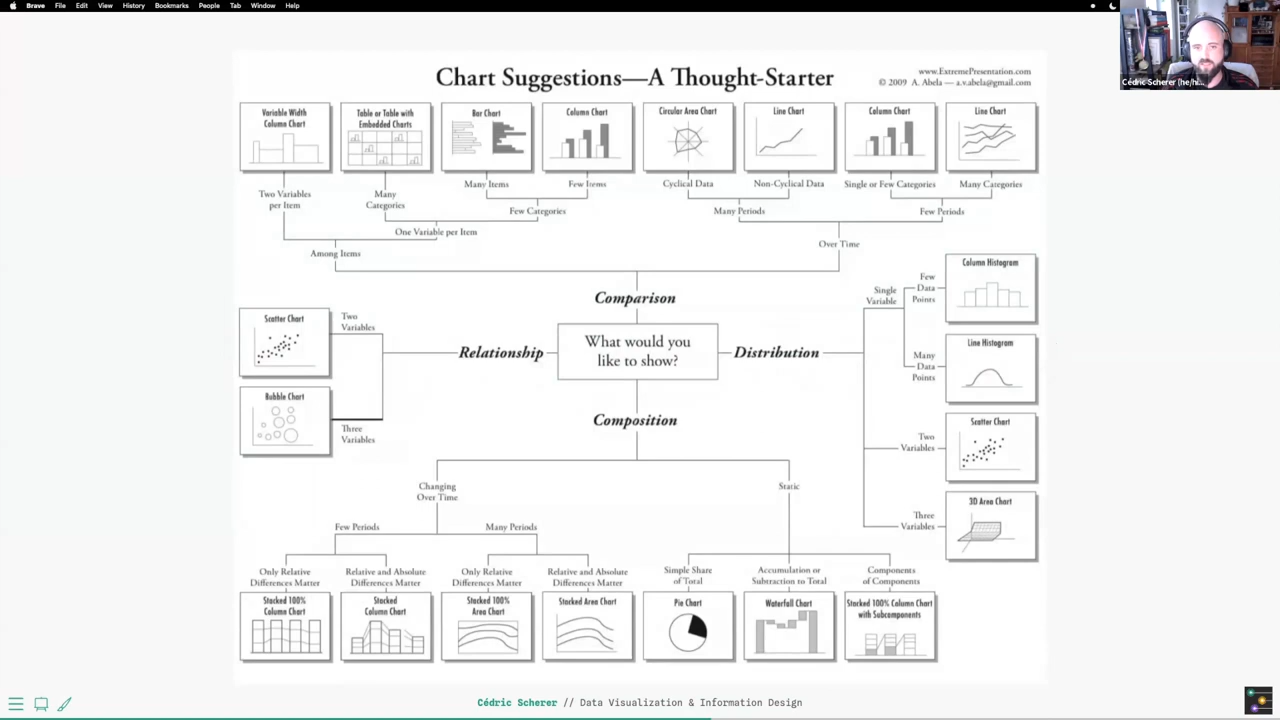 Brave File Edit View History Bookmarks People Tab Window Help
Cédric Scherer (he/h...
Chart Suggestions—A Thought-Starter
www.ExtremePresentation.com
© 2009 A. Abela — a.v.abela@gmail.com
Variable Width
Column Chart
Table or Table with
Embedded Charts
Bar Chart
Column Chart
Circular Area Chart
Line Chart
Column Chart
Line Chart
Two Variables
per Item
Many
Categories
Many Items
Few Items
Cyclical Data
Non-Cyclical Data
Single or Few Categories
Many Categories
Few Categories
Many Periods
Few Periods
One Variable per Item
Among Items
Over Time
Comparison
What would you
like to show?
Relationship
Distribution
Composition
Scatter Chart
Two
Variables
Bubble Chart
Three
Variables
Single
Variable
Few
Data
Points
Column Histogram
Many
Data
Points
Line Histogram
Two
Variables
Scatter Chart
Three
Variables
3D Area Chart
Changing
Over Time
Static
Few Periods
Many Periods
Only Relative
Differences Matter
Relative and Absolute
Differences Matter
Only Relative
Differences Matter
Relative and Absolute
Differences Matter
Simple Share
of Total
Accumulation or
Subtraction to Total
Components
of Components
Stacked 100%
Column Chart
Stacked
Column Chart
Stacked 100%
Area Chart
Stacked Area Chart
Pie Chart
Waterfall Chart
Stacked 100% Column Chart
with Subcomponents
Cédric Scherer // Data Visualization & Information Design